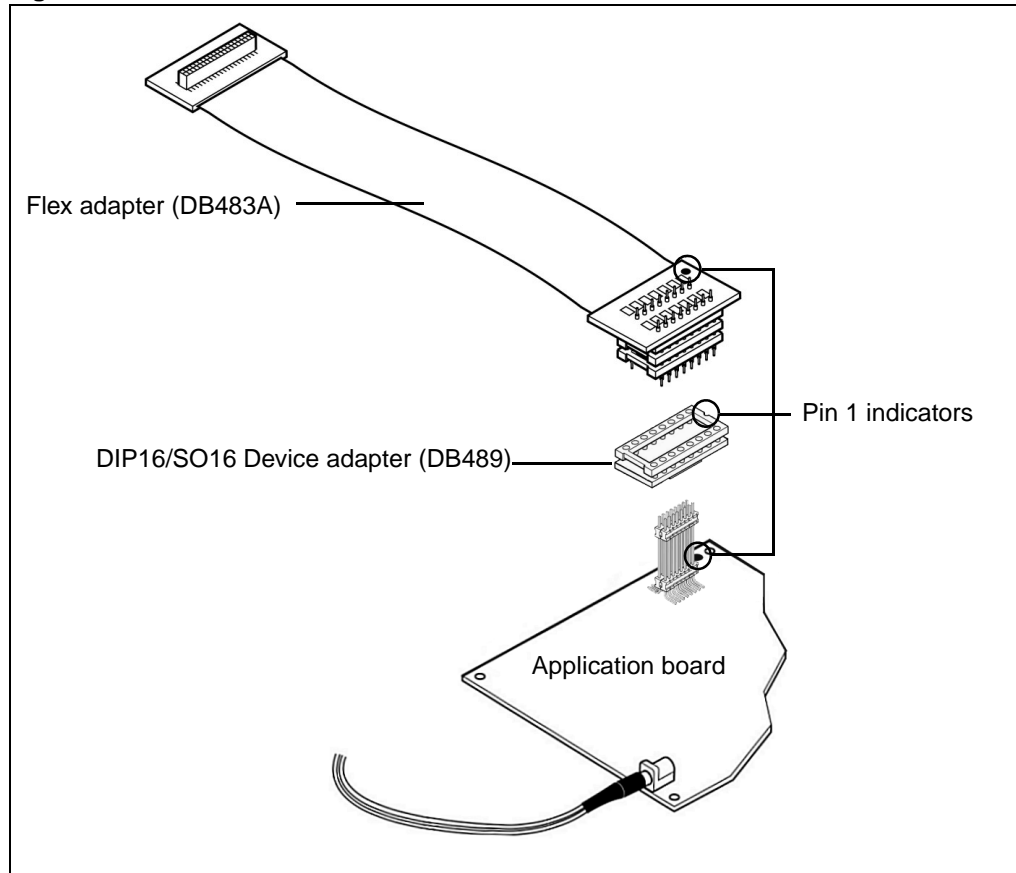 Flex adapter (DB483A)
Pin 1 indicators
DIP16/SO16 Device adapter (DB489)
Application board